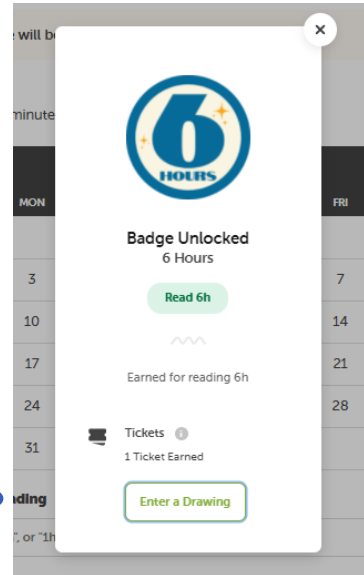 will b
minute
MON
FRI
3
7
10
14
17
21
24
28
31
nding
", or "1h
×
6
HOURS
Badge Unlocked
6 Hours
Read 6h
Earned for reading 6h
Tickets i
1 Ticket Earned
Enter a Drawing